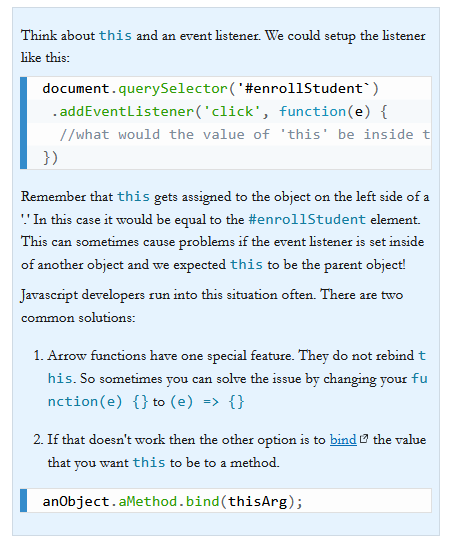 Think about this and an event listener. We could setup the listener
like this:
document.querySelector('#enrollStudent`)
.addEventListener('click', function(e) {
//what would the value of 'this' be inside t
})
Remember that this gets assigned to the object on the left side of a
'.' In this case it would be equal to the #enrollStudent element.
This can sometimes cause problems if the event listener is set inside
of another object and we expected this to be the parent object!
Javascript developers run into this situation often. There are two
common solutions:
1. Arrow functions have one special feature. They do not rebind t
his. So sometimes you can solve the issue by changing your fu
nction(e) {} to (e) => {}
2. If that doesn't work then the other option is to bind the value
that you want this to be to a method.
anObject.aMethod.bind(thisArg);